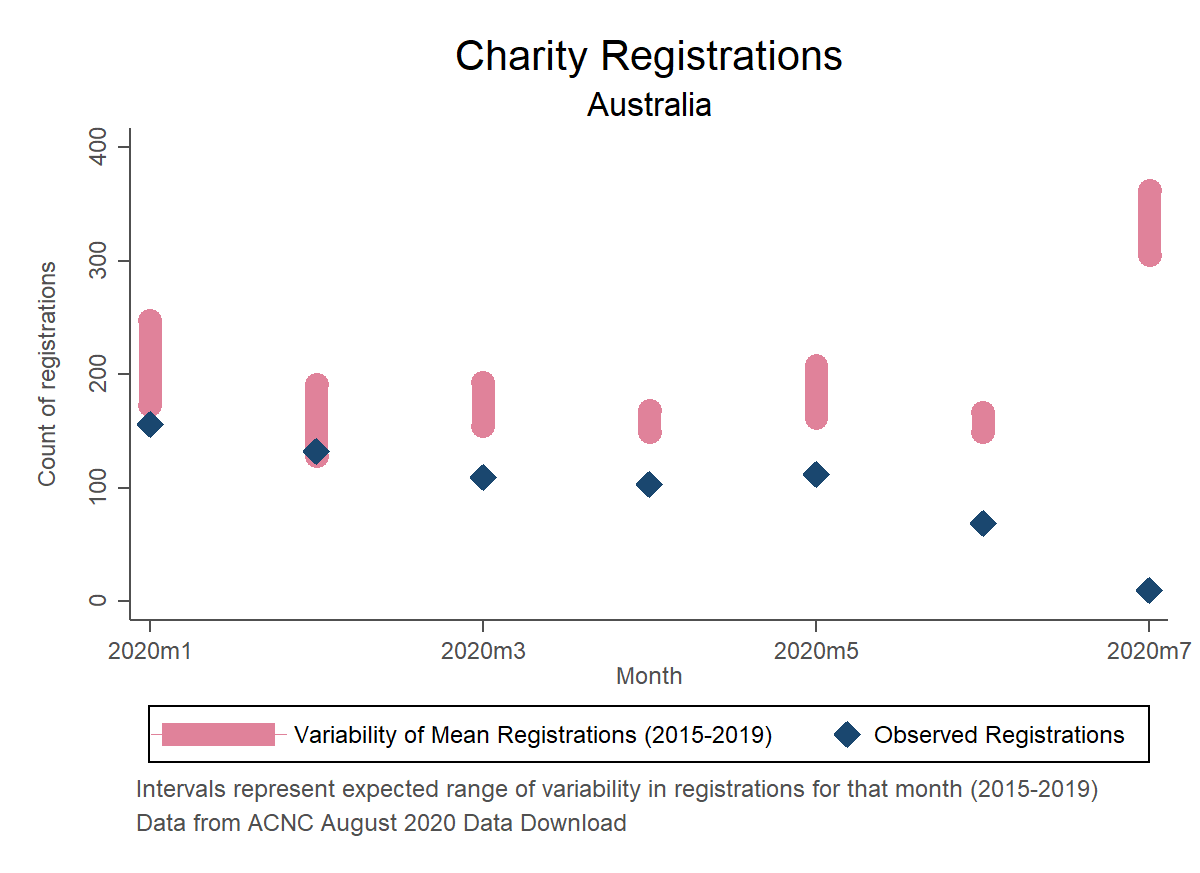 Charity Registrations
Australia
400
300
200
100
0
Count of registrations
2020m1 2020m3 2020m5 2020m7
Month
Variability of Mean Registrations (2015-2019) Observed Registrations
Intervals represent expected range of variability in registrations for that month (2015-2019)
Data from ACNC August 2020 Data Download